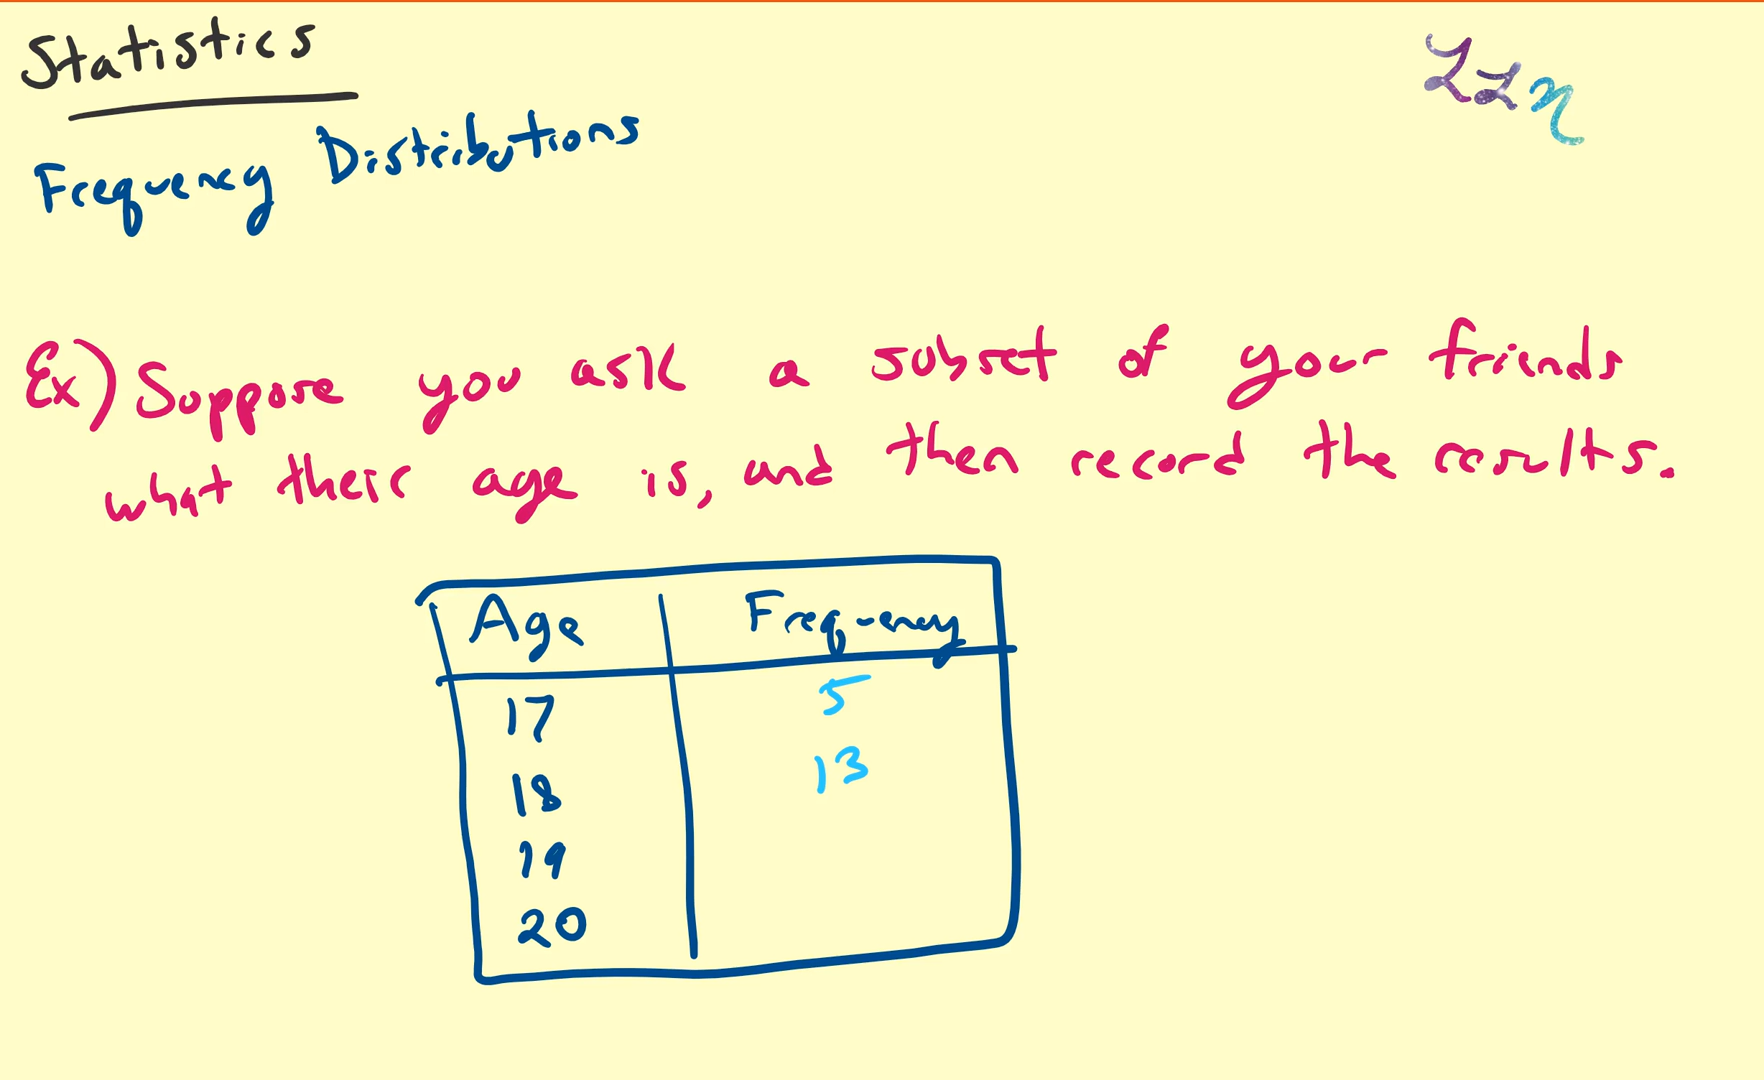 Statistics
Frequency Distributions
Ex) Suppose you ask a subset of your friends
what their age is, and then record the results.
Age Frequency
17 5
18 13
19
20